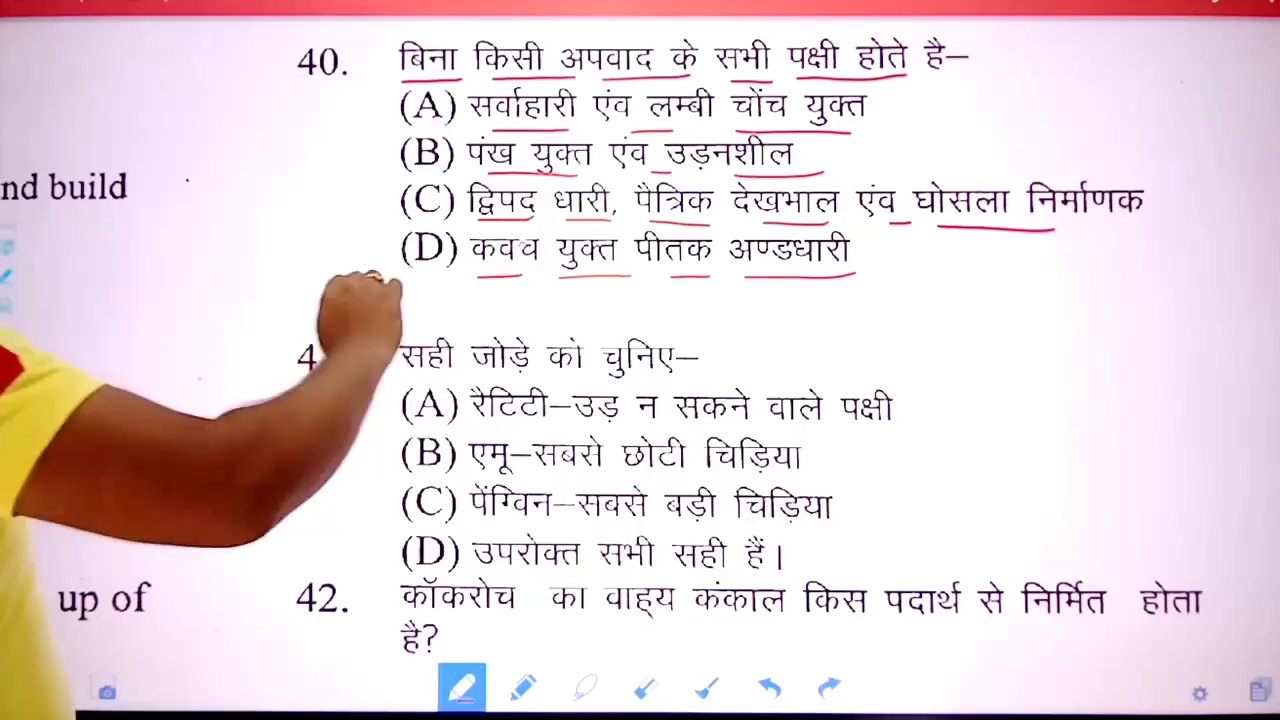 40. बिना किसी अपवाद के सभी पक्षी होते है–
(A) सर्वाहारी एंव लम्बी चोंच युक्त
(B) पंख युक्त एंव उड़नशील
nd build
(C) द्विपद धारी, पैत्रिक देखभाल एंव घोसला निर्माणक
(D) कवच युक्त पीतक अण्डधारी
4 सही जोड़े को चुनिए–
(A) रैटिटी–उड़ न सकने वाले पक्षी
(B) एमू–सबसे छोटी चिड़िया
(C) पेंग्विन–सबसे बड़ी चिड़िया
(D) उपरोक्त सभी सही हैं।
up of
42. कॉकरोच का वाह्य कंकाल किस पदार्थ से निर्मित होता
है?